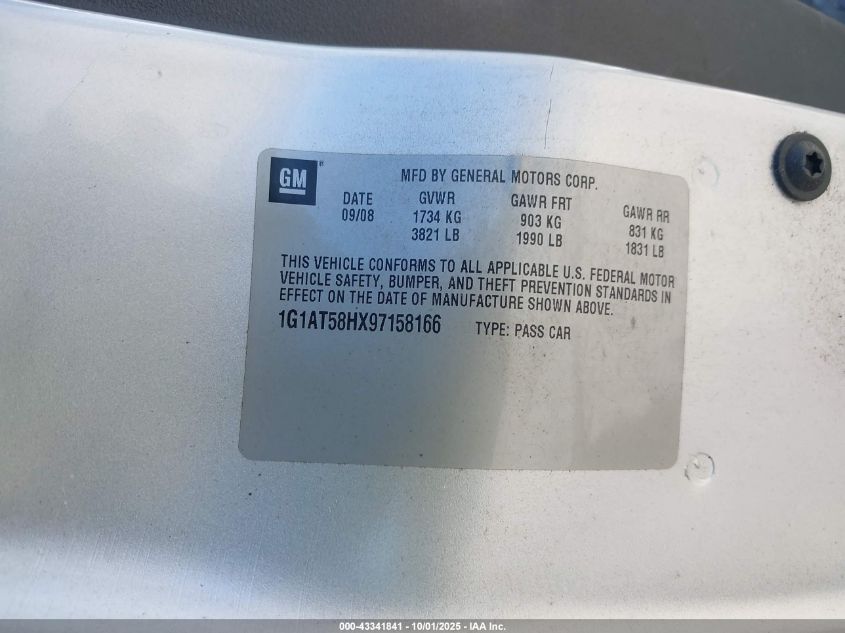 GM
MFD BY GENERAL MOTORS CORP.
DATE GVWR GAWR FRT GAWR RR
09/08 1734 KG 903 KG 831 KG
3821 LB 1990 LB 1831 LB
THIS VEHICLE CONFORMS TO ALL APPLICABLE U.S. FEDERAL MOTOR
VEHICLE SAFETY, BUMPER, AND THEFT PREVENTION STANDARDS IN
EFFECT ON THE DATE OF MANUFACTURE SHOWN ABOVE.
1G1AT58HX97158166 TYPE: PASS CAR
000-43341841 - 10/01/2025 - IAA Inc.